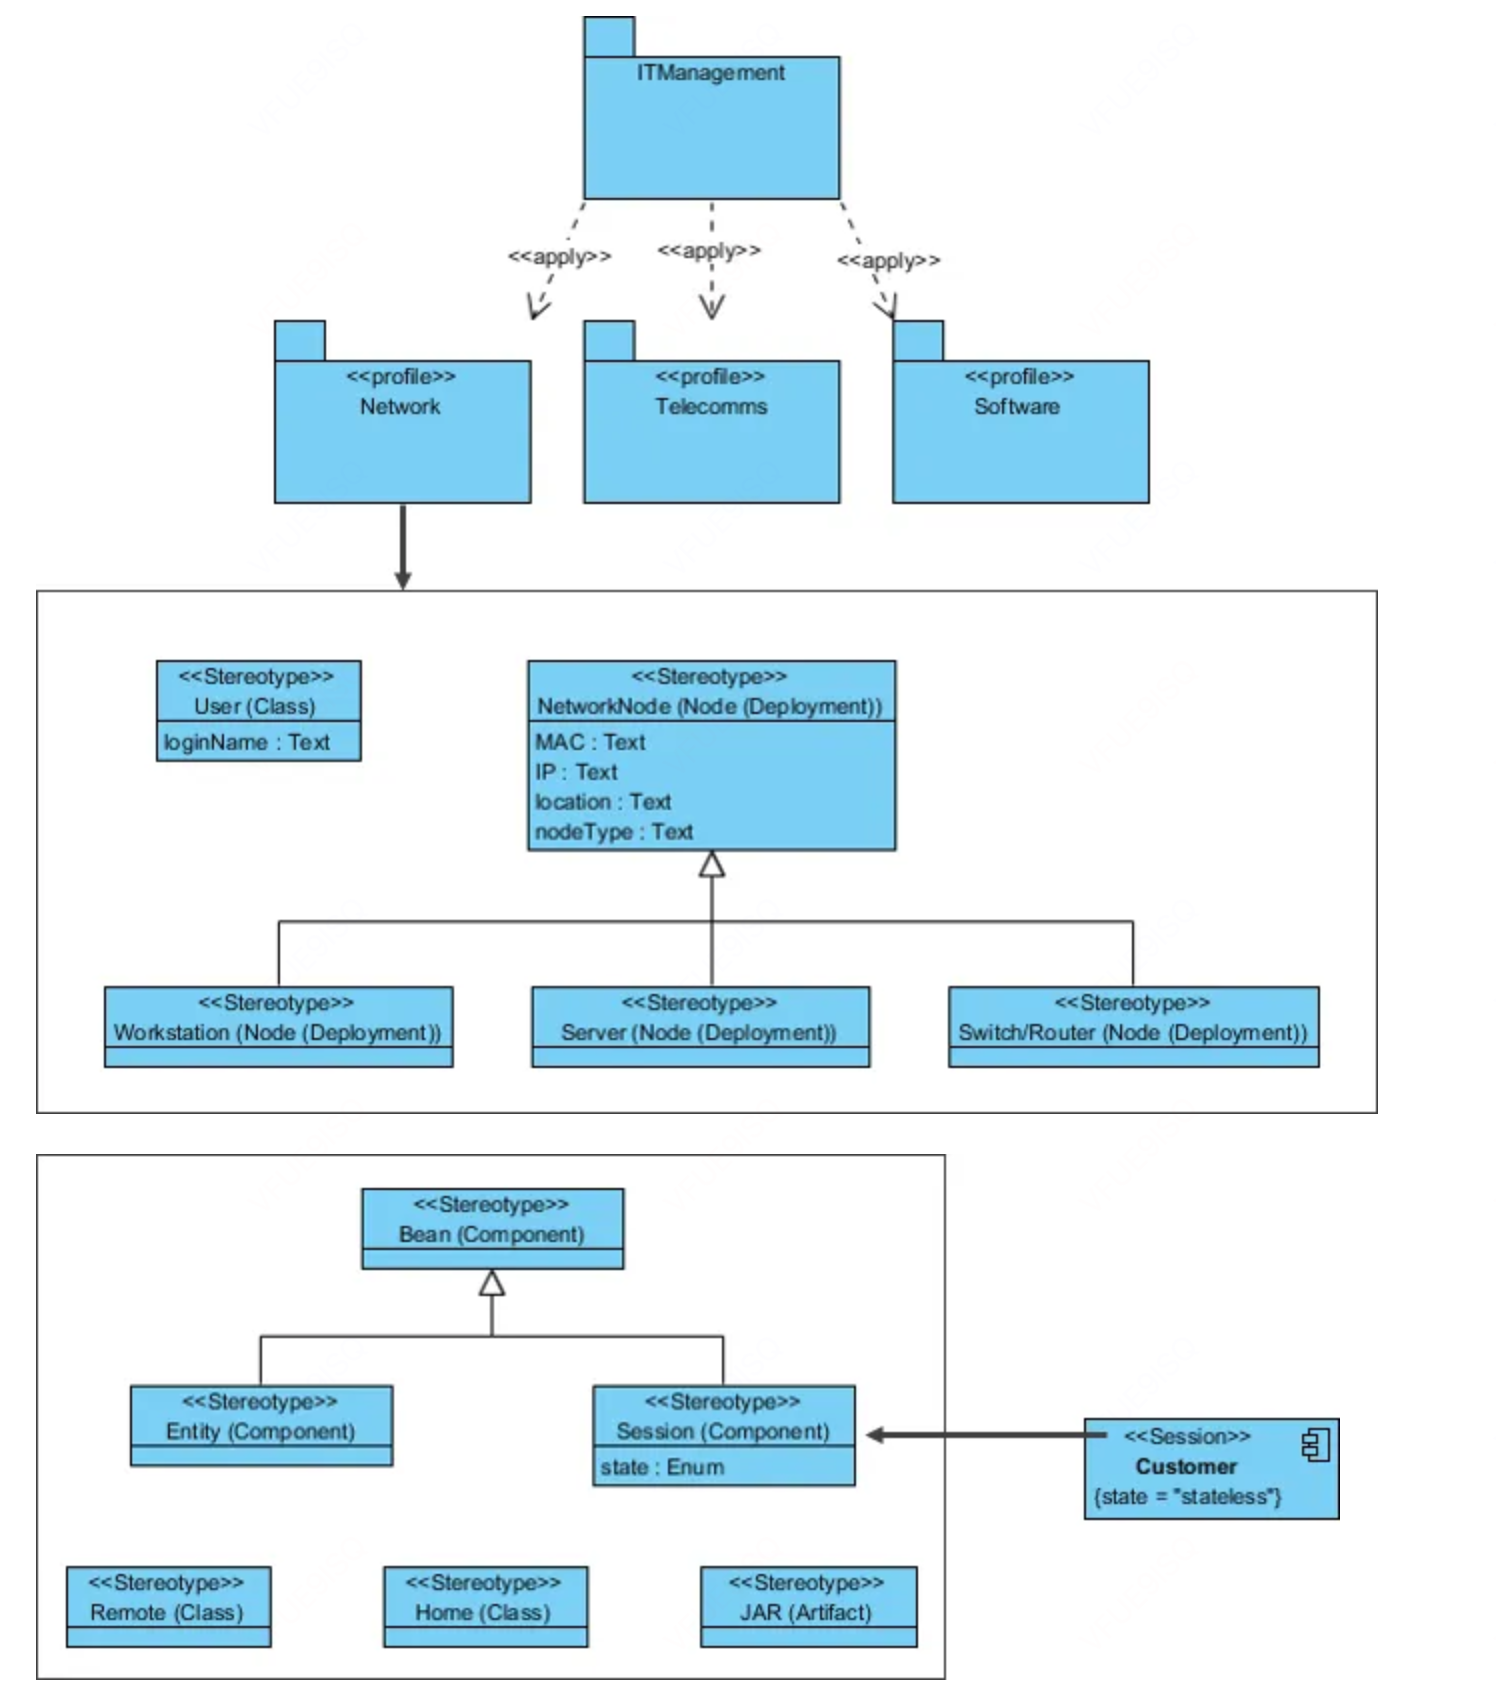 ITManagement
<<apply>>
<<apply>>
<<apply>>
<<profile>>
Network
<<profile>>
Telecomms
<<profile>>
Software
<<Stereotype>>
User (Class)
loginName : Text
<<Stereotype>>
NetworkNode (Node (Deployment))
MAC : Text
IP : Text
location : Text
nodeType : Text
<<Stereotype>>
Workstation (Node (Deployment))
<<Stereotype>>
Server (Node (Deployment))
<<Stereotype>>
Switch/Router (Node (Deployment))
<<Stereotype>>
Bean (Component)
<<Stereotype>>
Entity (Component)
<<Stereotype>>
Session (Component)
state : Enum
<<Session>>
Customer
{state = "stateless"}
<<Stereotype>>
Remote (Class)
<<Stereotype>>
Home (Class)
<<Stereotype>>
JAR (Artifact)